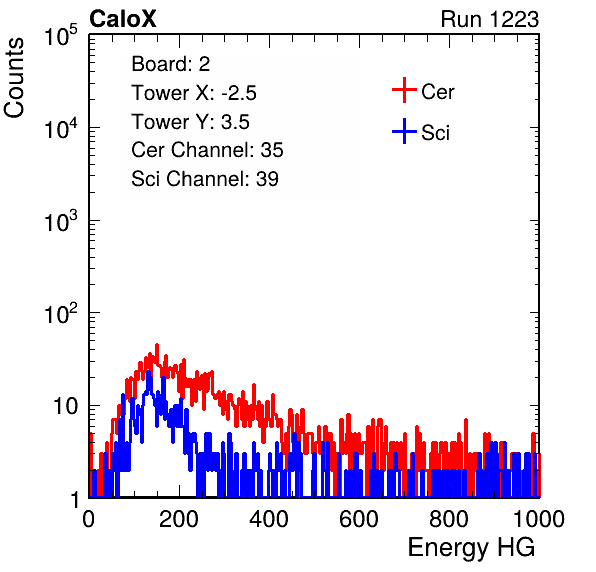 CaloX Run 1223
Counts
Board: 2
Tower X: -2.5
Tower Y: 3.5
Cer Channel: 35
Sci Channel: 39
Cer
Sci
10^5
10^4
10^3
10^2
10
1
0 200 400 600 800 1000
Energy HG